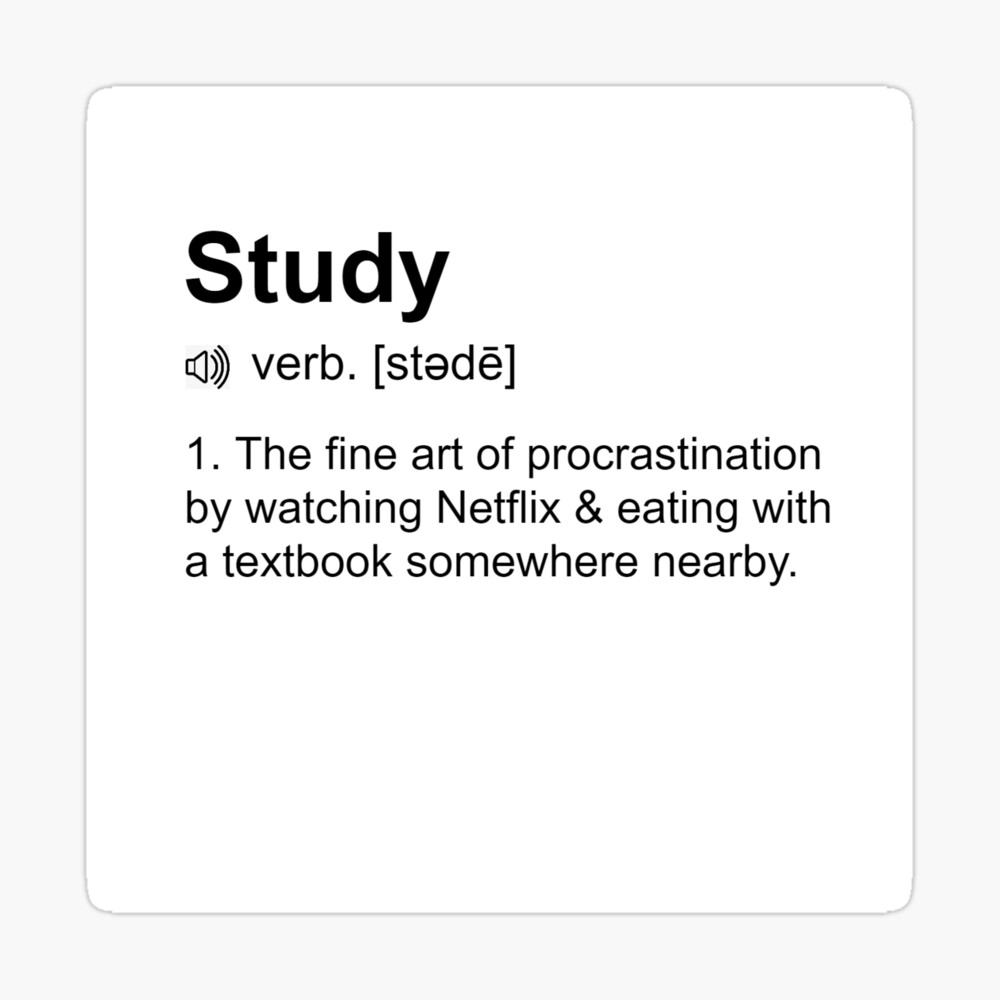 Study
verb. [stədē]
1. The fine art of procrastination
by watching Netflix & eating with
a textbook somewhere nearby.